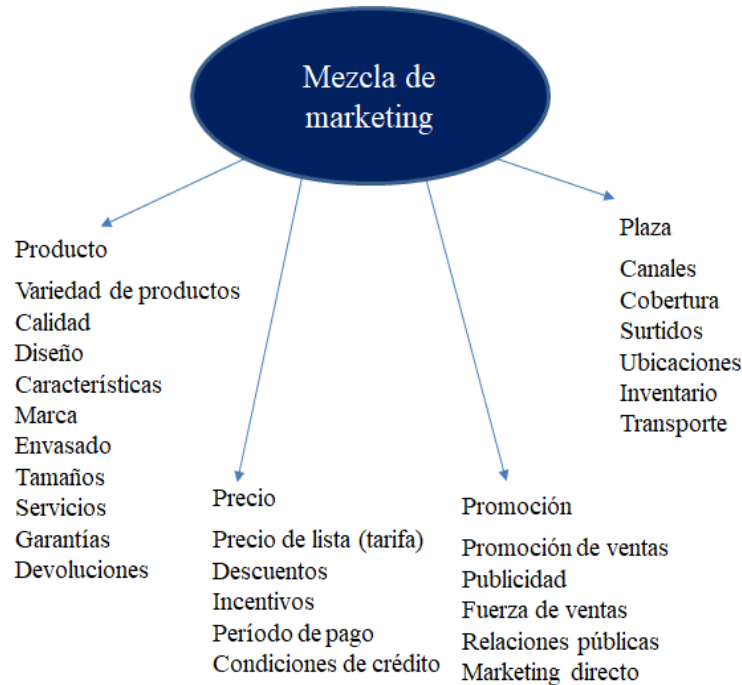 Mezcla de
marketing
Producto
Variedad de productos
Calidad
Diseño
Características
Marca
Envasado
Tamaños
Servicios
Garantías
Devoluciones
Precio
Precio de lista (tarifa)
Descuentos
Incentivos
Período de pago
Condiciones de crédito
Promoción
Promoción de ventas
Publicidad
Fuerza de ventas
Relaciones públicas
Marketing directo
Plaza
Canales
Cobertura
Surtidos
Ubicaciones
Inventario
Transporte